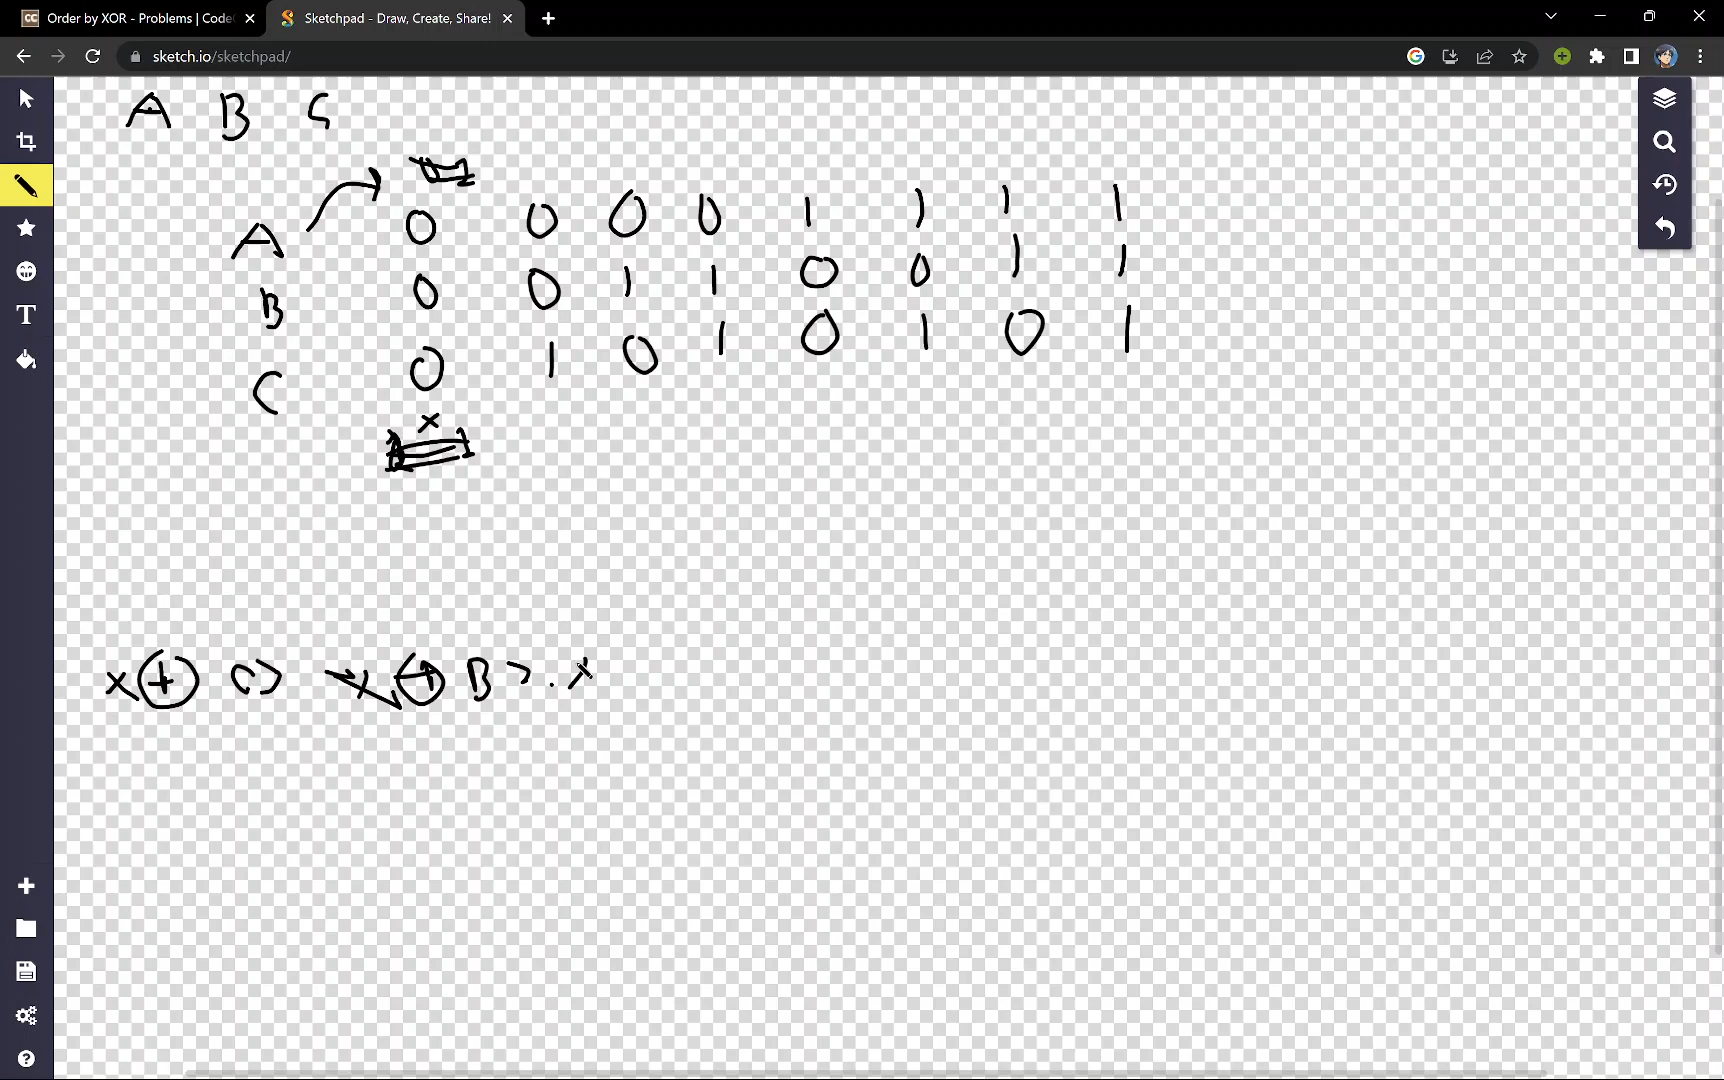 Order by XOR - Problems | Code
Sketchpad - Draw, Create, Share!
sketch.io/sketchpad/
A B C
A 0 0 0 0 1 1 1 1
B 0 0 1 1 0 0 1 1
C 0 1 0 1 0 1 0 1
x
x ⊕ ⊕ B > . x